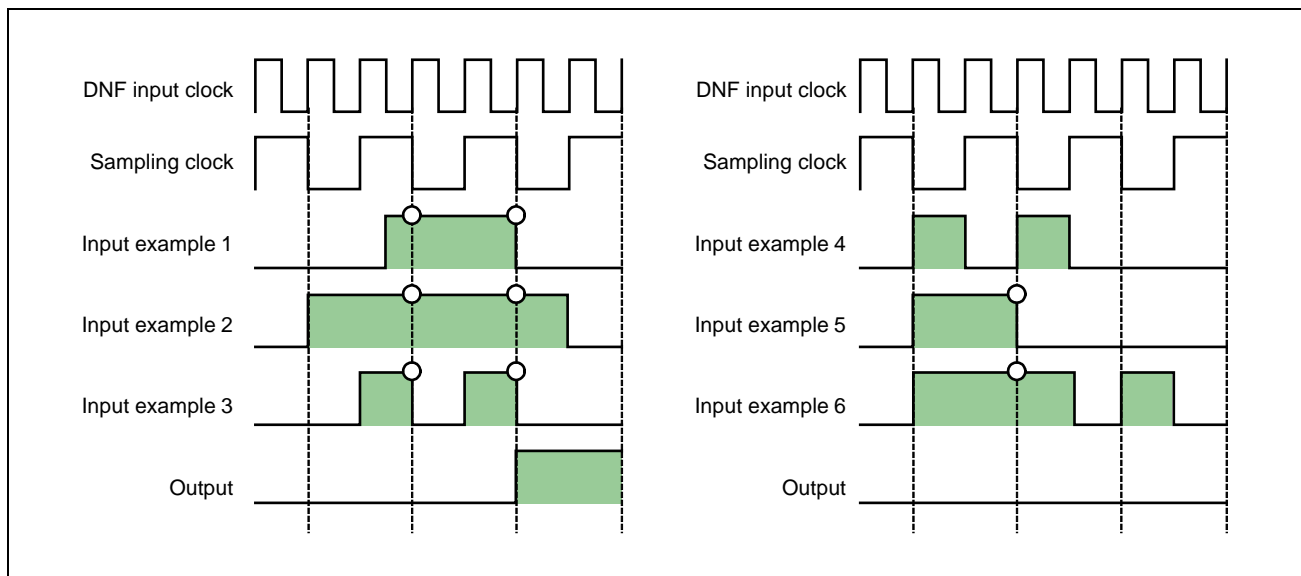 DNF input clock
Sampling clock
Input example 1
Input example 2
Input example 3
Output
DNF input clock
Sampling clock
Input example 4
Input example 5
Input example 6
Output